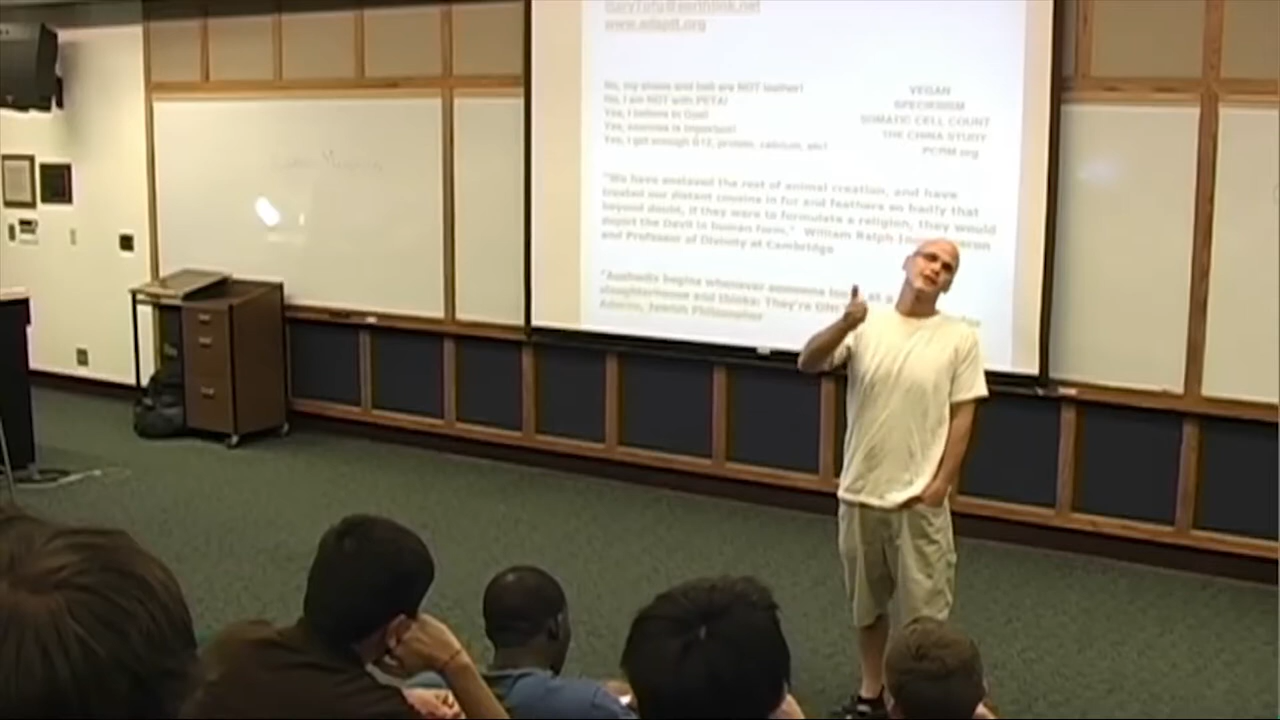 GaryTofu@earthlink.net
www.adaptt.org
No, my shoes and belt are NOT leather!
No, I am NOT with PETA!
Yes, I believe in God!
Yes, exercise is important!
Yes, I get enough B12, protein, calcium, etc!
VEGAN
SPECIESISM
SOMATIC CELL COUNT
THE CHINA STUDY
PCRM.org
"We have enslaved the rest of animal creation, and have
treated our distant cousins in fur and feathers so badly that
beyond doubt, if they were to formulate a religion, they would
depict the Devil in human form." William Ralph
and Professor of Divinity at Cambridge
"Auschwitz begins whenever someone looks at a
slaughterhouse and thinks: They're
Adorno, Jewish Philosopher